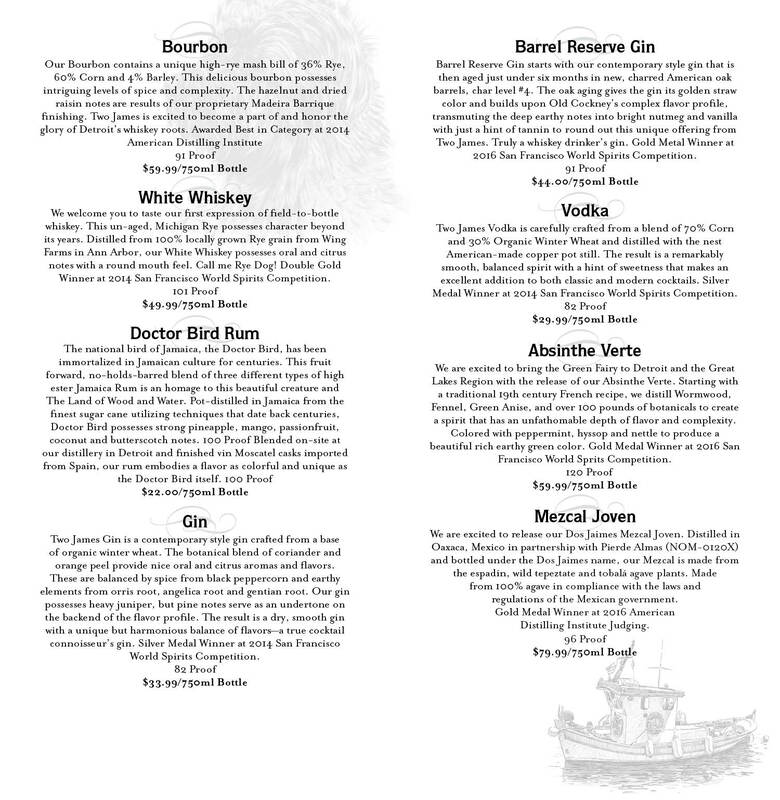 Bourbon
Our Bourbon contains a unique high-rye mash bill of 36% Rye,
60% Corn and 4% Barley. This delicious bourbon possesses
intriguing levels of spice and complexity. The hazelnut and dried
raisin notes are results of our proprietary Madeira Barrique
finishing. Two James is excited to become a part of and honor the
glory of Detroit's whiskey roots. Awarded Best in Category at 2014
American Distilling Institute
91 Proof
$59.99/750ml Bottle
White Whiskey
We welcome you to taste our first expression of field-to-bottle
whiskey. This un-aged, Michigan Rye possesses character beyond
its years. Distilled from 100% locally grown Rye grain from Wing
Farms in Ann Arbor, our White Whiskey possess oral and citrus
notes with a round mouth feel. Call me Rye Dog! Double Gold
Winner at 2014 San Francisco World Spirits Competition.
101 Proof
$49.99/750ml Bottle
Doctor Bird Rum
The national bird of Jamaica, the Doctor Bird, has been
immortalized in Jamaican culture for centuries. This fruit
forward, no-holds-barred blend of three different types of high
ester Jamaica Rum is an homage to this beautiful creature and
The Land of Wood and Water. Pot-distilled in Jamaica from the
finest sugar cane utilizing techniques that date back centuries,
Doctor Bird possess strong pineapple, mango, passionfruit,
coconut and butterscotch notes. 100 Proof Blended on-site at
our distillery in Detroit and finished vin Moscatel casks imported
from Spain, our rum embodies a flavor as colorful and unique as
the Doctor Bird itself. 100 Proof
$22.00/750ml Bottle
Gin
Two James Gin is a contemporary style gin crafted from a base
of organic winter wheat. The botanical blend of coriander and
orange peel provide nice oral and citrus aromas and flavors.
These are balanced by spice from black peppercorn and earthy
elements from orris root, angelica root and gentian root. Our gin
possesses heavy juniper, but pine notes serve as an undertone on
the backend of the flavor profile. The result is a dry, smooth gin
with a unique but harmonious balance of flavors—a true cocktail
connoisseur's gin. Silver Medal Winner at 2014 San Francisco
World Spirits Competition.
82 Proof
$33.99/750ml Bottle
Barrel Reserve Gin
Barrel Reserve Gin starts with our contemporary style gin that is
then aged just under six months in new, charred American oak
barrels, char level #4. The oak aging gives the gin its golden straw
color and builds upon Old Cockney's complex flavor profile,
transmuting the deep earthy notes into bright nutmeg and vanilla
with just a hint of tannin to round out this unique offering from
Two James. Truly a whiskey drinker's gin. Gold Metal Winner at
2016 San Francisco World Spirits Competition.
91 Proof
$44.00/750ml Bottle
Vodka
Two James Vodka is carefully crafted from a blend of 70% Corn
and 30% Organic Winter Wheat and distilled with the nest
American-made copper pot still. The result is a remarkably
smooth, balanced spirit with a hint of sweetness that makes an
excellent addition to both classic and modern cocktails. Silver
Medal Winner at 2014 San Francisco World Spirits Competition.
82 Proof
$29.99/750ml Bottle
Absinthe Verte
We are excited to bring the Green Fairy to Detroit and the Great
Lakes Region with the release of our Absinthe Verte. Starting with
a traditional 19th century French recipe, we distill Wormwood,
Fennel, Green Anise, and over 100 pounds of botanicals to create
a spirit that has an unfathomable depth of flavor and complexity.
Colored with peppermint, hyssop and nettle to produce a
beautiful rich earthy green color. Gold Medal Winner at 2016 San
Francisco World Sprits Competition.
120 Proof
$59.99/750ml Bottle
Mezcal Joven
We are excited to release our Dos Jaimes Mezcal Joven. Distilled in
Oaxaca, Mexico in partnership with Pierde Almas (NOM-0120X)
and bottled under the Dos Jaimes name, our Mezcal is made from
the espadin, wild tepeztate and tobalá agave plants. Made
from 100% agave in compliance with the laws and
regulations of the Mexican government.
Gold Medal Winner at 2016 American
Distilling Institute Judging.
96 Proof
$79.99/750ml Bottle